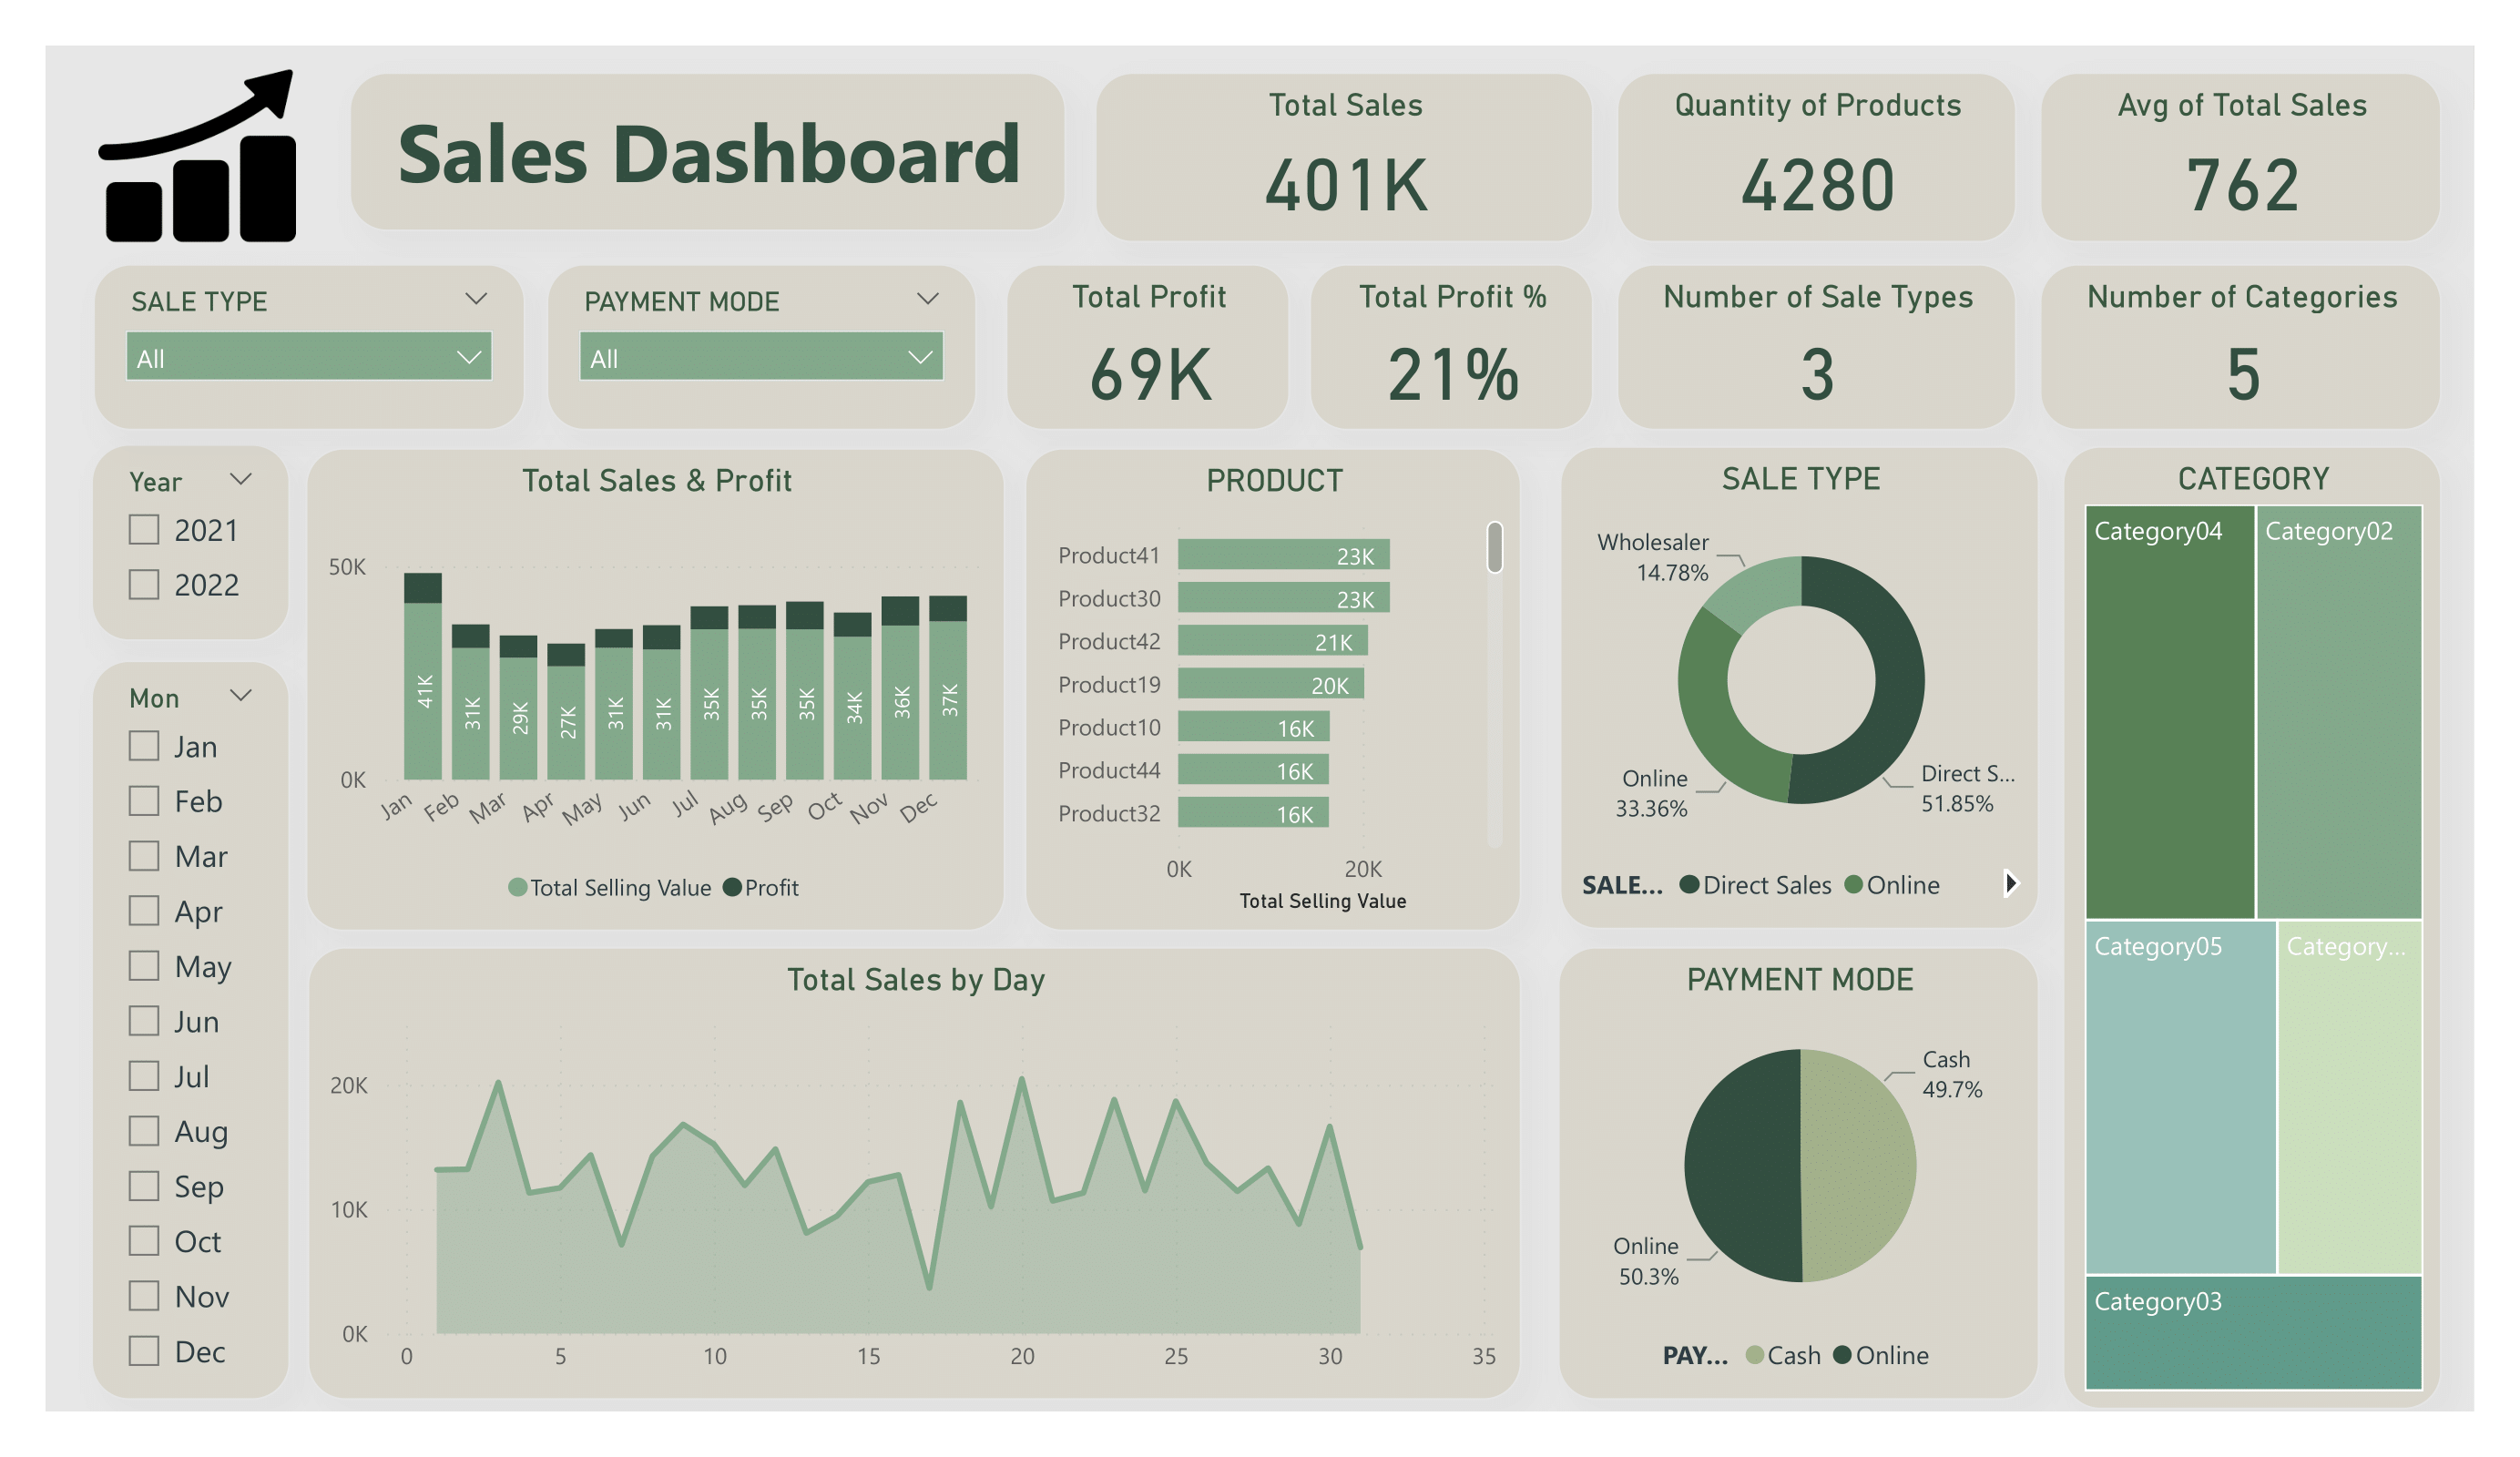 Sales Dashboard
Total Sales
401K
Quantity of Products
4280
Avg of Total Sales
762
SALE TYPE
All
PAYMENT MODE
All
Total Profit
69K
Total Profit %
21%
Number of Sale Types
3
Number of Categories
5
Year
2021
2022
Mon
Jan
Feb
Mar
Apr
May
Jun
Jul
Aug
Sep
Oct
Nov
Dec
Total Sales & Profit
50K
0K
41K
31K
29K
27K
31K
31K
35K
35K
35K
34K
36K
37K
Jan
Feb
Mar
Apr
May
Jun
Jul
Aug
Sep
Oct
Nov
Dec
Total Selling Value
Profit
PRODUCT
Product41 23K
Product30 23K
Product42 21K
Product19 20K
Product10 16K
Product44 16K
Product32 16K
0K 20K
Total Selling Value
SALE TYPE
Wholesaler
14.78%
Online
33.36%
Direct S...
51.85%
SALE... Direct Sales Online
CATEGORY
Category04
Category02
Category05
Category...
Category03
Total Sales by Day
20K
10K
0K
0 5 10 15 20 25 30 35
PAYMENT MODE
Cash
49.7%
Online
50.3%
PAY... Cash Online